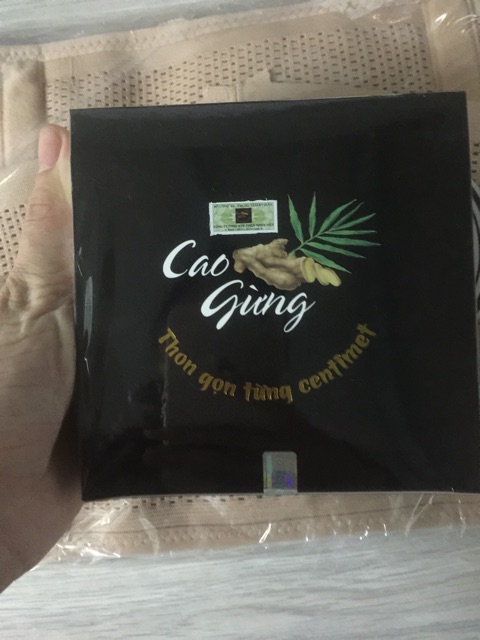 Cao
Gừng
Thon gọn từng centimet